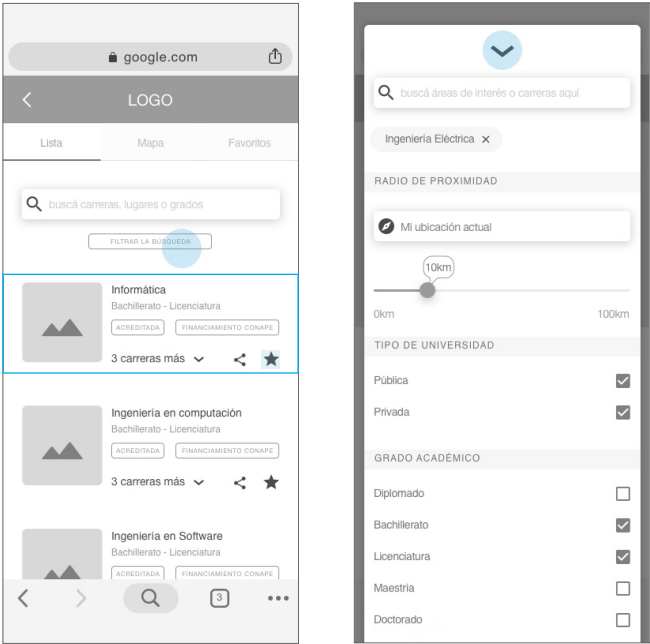 google.com
LOGO
Lista Mapa Favoritos
buscá carreras, lugares o grados
FILTRAR LA BÚSQUEDA
Informática
Bachillerato - Licenciatura
ACREDITADA FINANCIAMIENTO CONAPE
3 carreras más
Ingeniería en computación
Bachillerato - Licenciatura
ACREDITADA FINANCIAMIENTO CONAPE
3 carreras más
Ingeniería en Software
Bachillerato - Licenciatura
ACREDITADA FINANCIAMIENTO CONAPE
3
buscá áreas de interés o carreras aquí
Ingeniería Eléctrica ×
RADIO DE PROXIMIDAD
Mi ubicación actual
10km
0km 100km
TIPO DE UNIVERSIDAD
Pública
Privada
GRADO ACADÉMICO
Diplomado
Bachillerato
Licenciatura
Maestría
Doctorado